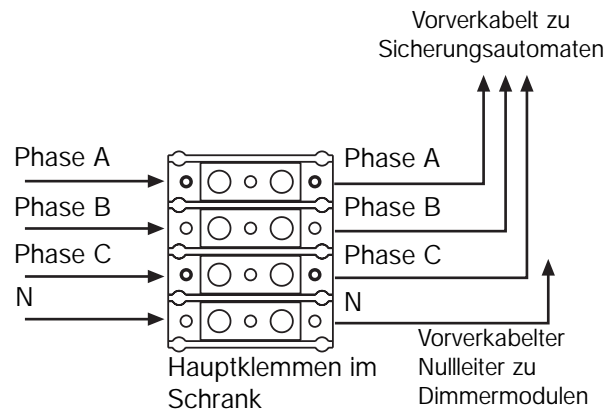 Vorverkabelt zu
Sicherungsautomaten
Phase A
Phase A
Phase B
Phase B
Phase C
Phase C
N
N
Hauptklemmen im
Schrank
Vorverkabelter
Nullleiter zu
Dimmermodulen